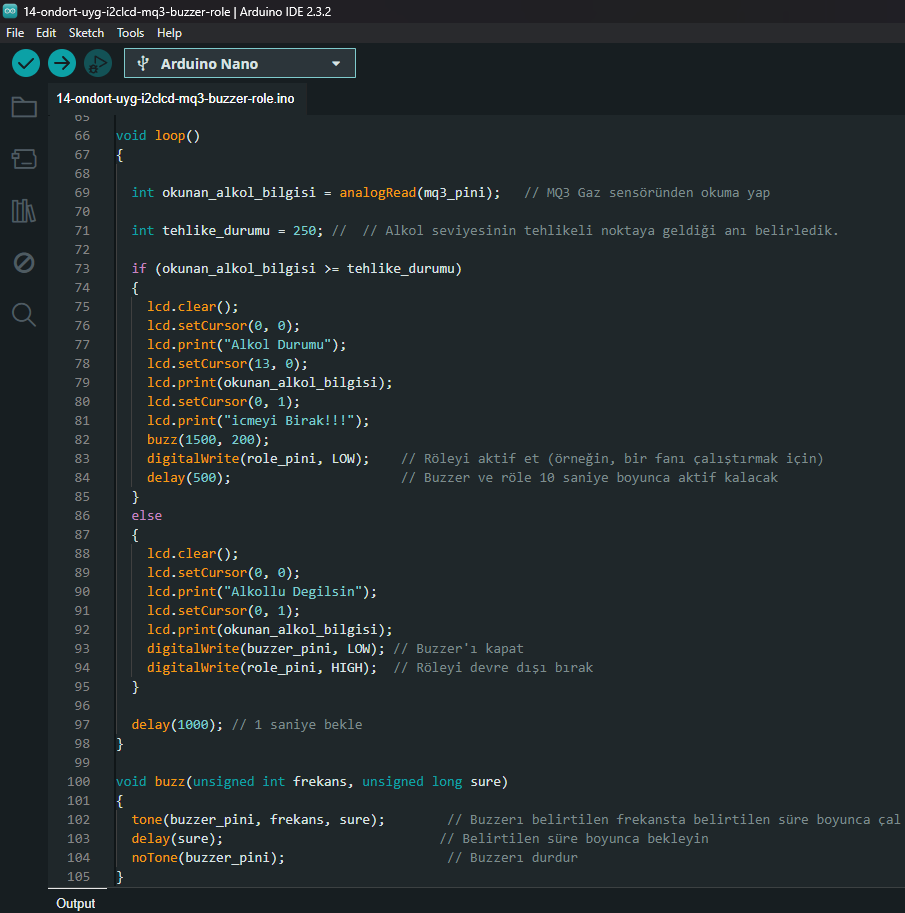 14-ondort-uyg-i2clcd-mq3-buzzer-role | Arduino IDE 2.3.2
File Edit Sketch Tools Help
Arduino Nano
14-ondort-uyg-i2clcd-mq3-buzzer-role.ino
65
66 void loop()
67 {
68
69 int okunan_alkol_bilgisi = analogRead(mq3_pini); // MQ3 Gaz sensöründen okuma yap
70
71 int tehlike_durumu = 250; // // Alkol seviyesinin tehlikeli noktaya geldiği anı belirledik.
72
73 if (okunan_alkol_bilgisi >= tehlike_durumu)
74 {
75 lcd.clear();
76 lcd.setCursor(0, 0);
77 lcd.print("Alkol Durumu");
78 lcd.setCursor(13, 0);
79 lcd.print(okunan_alkol_bilgisi);
80 lcd.setCursor(0, 1);
81 lcd.print("icmeyi Birak!!!");
82 buzz(1500, 200);
83 digitalWrite(role_pini, LOW); // Röleyi aktif et (örneğin, bir fanı çalıştırmak için)
84 delay(500); // Buzzer ve röle 10 saniye boyunca aktif kalacak
85 }
86 else
87 {
88 lcd.clear();
89 lcd.setCursor(0, 0);
90 lcd.print("Alkollu Degilsin");
91 lcd.setCursor(0, 1);
92 lcd.print(okunan_alkol_bilgisi);
93 digitalWrite(buzzer_pini, LOW); // Buzzer'ı kapat
94 digitalWrite(role_pini, HIGH); // Röleyi devre dışı bırak
95 }
96
97 delay(1000); // 1 saniye bekle
98 }
99
100 void buzz(unsigned int frekans, unsigned long sure)
101 {
102 tone(buzzer_pini, frekans, sure); // Buzzerı belirtilen frekansta belirtilen süre boyunca çal
103 delay(sure); // Belirtilen süre boyunca bekleyin
104 noTone(buzzer_pini); // Buzzerı durdur
105 }
Output